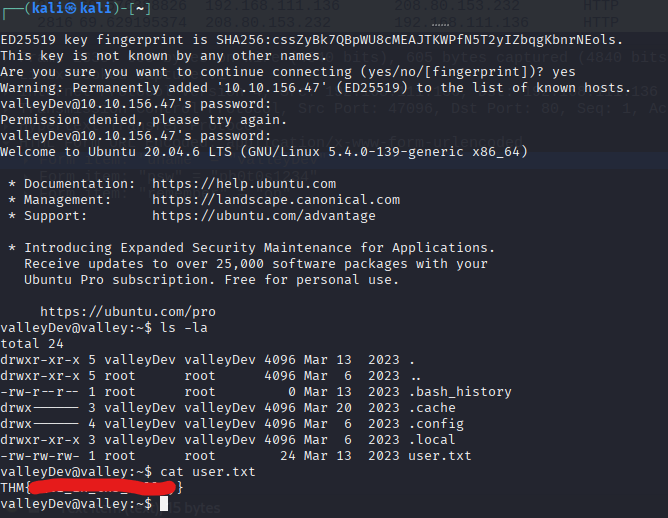 (kali㉿kali)-[~]
ED25519 key fingerprint is SHA256:cssZyBk7QBpWU8cMEAJTKWPfN5T2yIZbqgKbnrNEols.
This key is not known by any other names.
Are you sure you want to continue connecting (yes/no/[fingerprint])? yes
Warning: Permanently added '10.10.156.47' (ED25519) to the list of known hosts.
valleyDev@10.10.156.47's password:
Permission denied, please try again.
valleyDev@10.10.156.47's password:
Welcome to Ubuntu 20.04.6 LTS (GNU/Linux 5.4.0-139-generic x86_64)
* Documentation: https://help.ubuntu.com
* Management: https://landscape.canonical.com
* Support: https://ubuntu.com/advantage
* Introducing Expanded Security Maintenance for Applications.
Receive updates to over 25,000 software packages with your
Ubuntu Pro subscription. Free for personal use.
https://ubuntu.com/pro
valleyDev@valley:~$ ls -la
total 24
drwxr-xr-x 5 valleyDev valleyDev 4096 Mar 13 2023 .
drwxr-xr-x 5 root root 4096 Mar 6 2023 ..
-rw-r--r-- 1 root root 0 Mar 13 2023 .bash_history
drwx------ 3 valleyDev valleyDev 4096 Mar 20 2023 .cache
drwx------ 4 valleyDev valleyDev 4096 Mar 6 2023 .config
drwxr-xr-x 3 valleyDev valleyDev 4096 Mar 6 2023 .local
-rw-rw-rw- 1 root root 24 Mar 13 2023 user.txt
valleyDev@valley:~$ cat user.txt
THM{ }
valleyDev@valley:~$